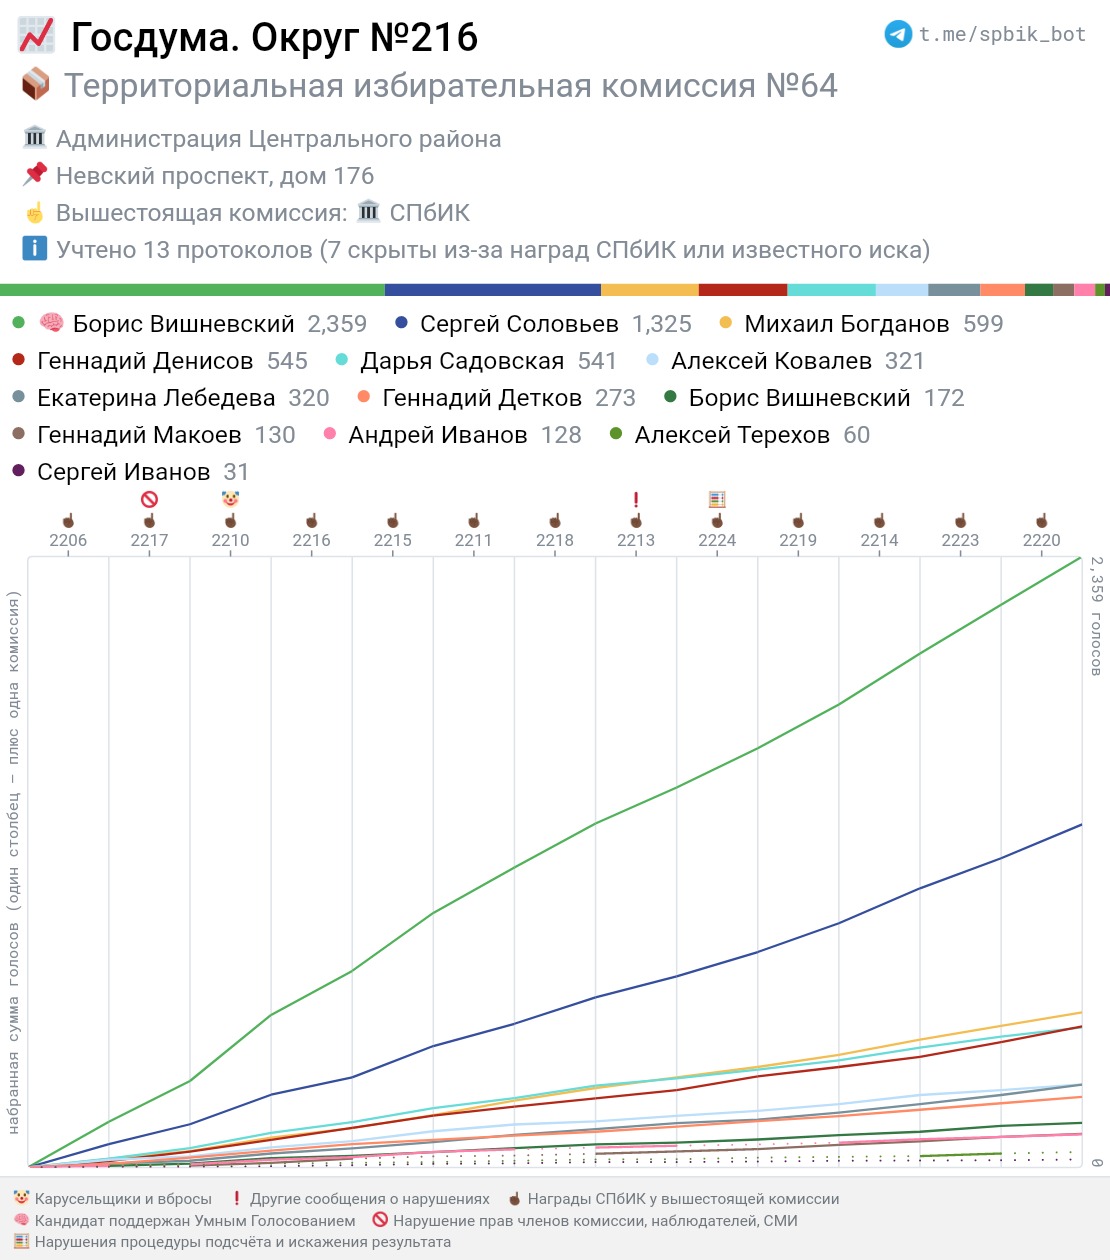 Госдума. Округ №216
t.me/spbik_bot
Территориальная избирательная комиссия №64
Администрация Центрального района
Невский проспект, дом 176
Вышестоящая комиссия: СПбИК
Учтено 13 протоколов (7 скрыты из-за наград СПбИК или известного иска)
Борис Вишневский 2,359 Сергей Соловьев 1,325 Михаил Богданов 599
Геннадий Денисов 545 Дарья Садовская 541 Алексей Ковалев 321
Екатерина Лебедева 320 Геннадий Детков 273 Борис Вишневский 172
Геннадий Макоев 130 Андрей Иванов 128 Алексей Терехов 60
Сергей Иванов 31
2206 2217 2210 2216 2215 2211 2218 2213 2224 2219 2214 2223 2220
набранная сумма голосов (один столбец — плюс одна комиссия)
2,359 голосов
0
Карусельщики и вбросы Другие сообщения о нарушениях Награды СПбИК у вышестоящей комиссии
Кандидат поддержан Умным Голосованием Нарушение прав членов комиссии, наблюдателей, СМИ
Нарушения процедуры подсчёта и искажения результата